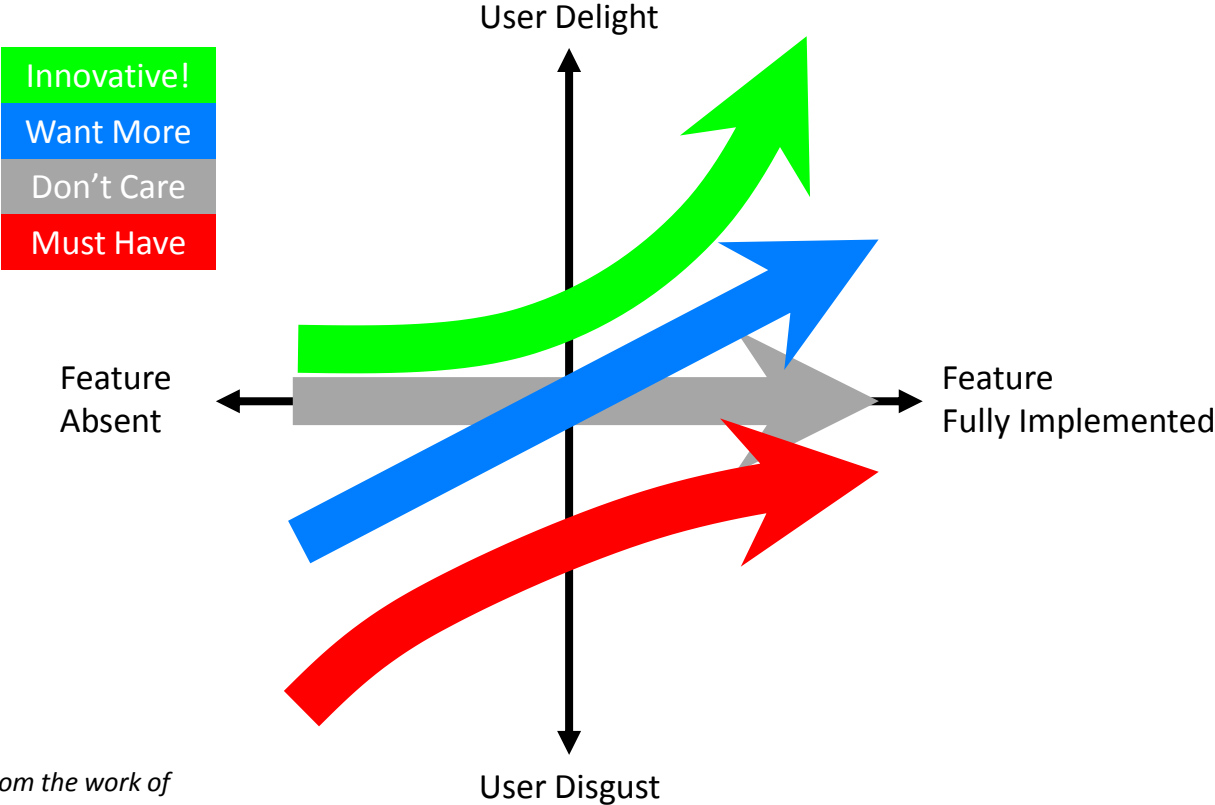 User Delight
Innovative!
Want More
Don't Care
Must Have
Feature
Absent
Feature
Fully Implemented
the work of
User Disgust